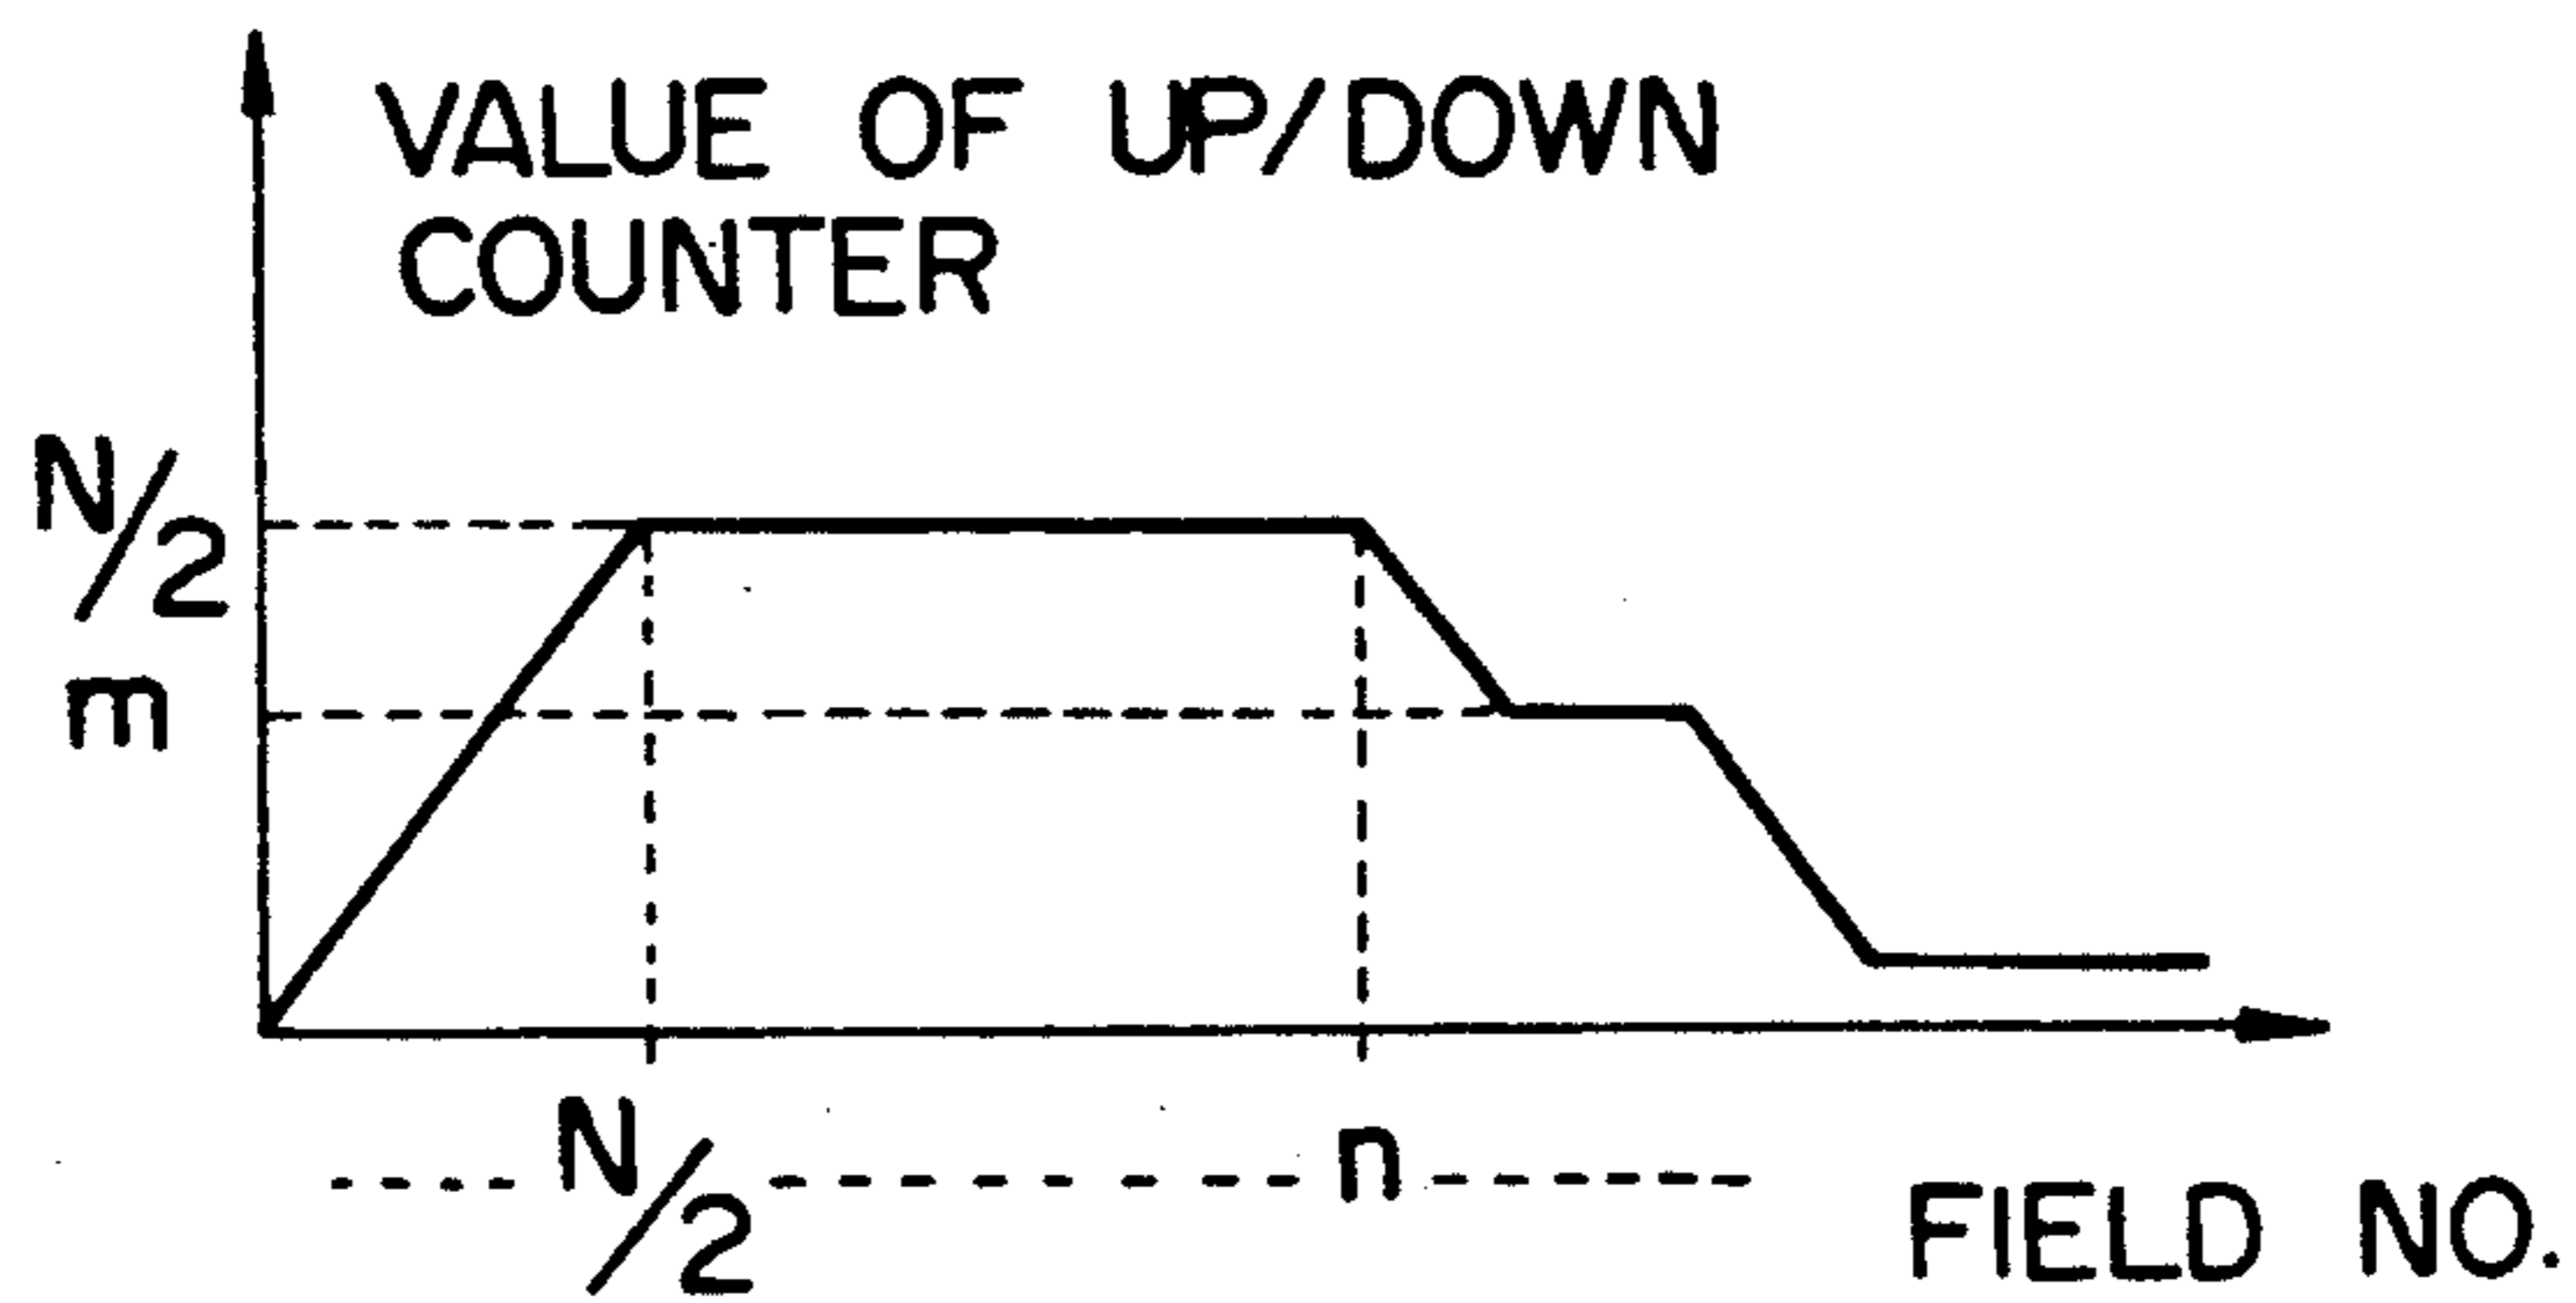 VALUE OF UP/DOWN
COUNTER
N/2
m
N/2
n
FIELD NO.